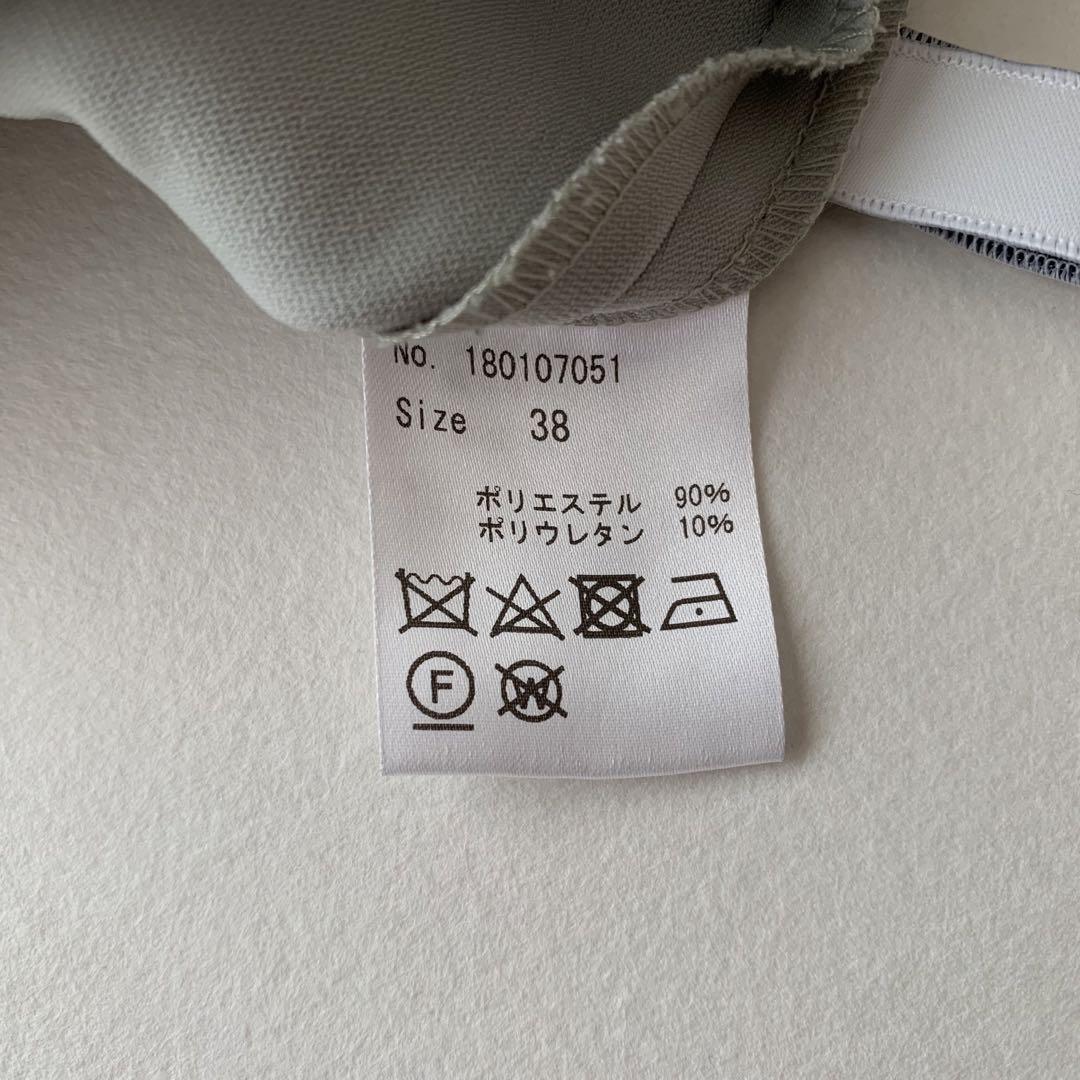 No. 180107051
Size 38
ポリエステル 90%
ポリウレタン 10%
F W